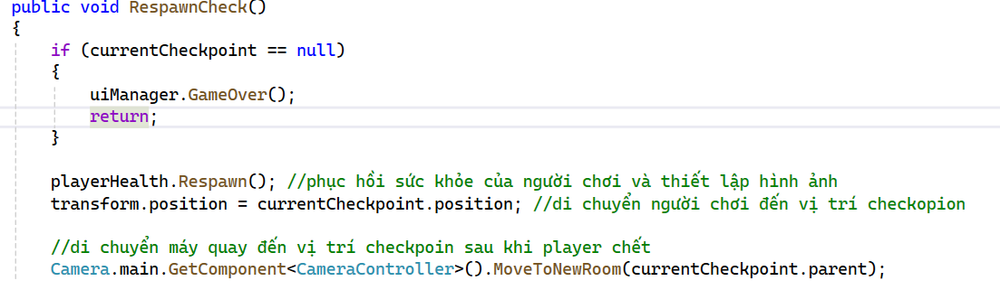 public void RespawnCheck()
{
if (currentCheckpoint == null)
{
uiManager.GameOver();
return;
}
playerHealth.Respawn(); //phục hồi sức khỏe của người chơi và thiết lập hình ảnh
transform.position = currentCheckpoint.position; //di chuyển người chơi đến vị trí checkopion
//di chuyển máy quay đến vị trí checkpoin sau khi player chết
Camera.main.GetComponent<CameraController>().MoveToNewRoom(currentCheckpoint.parent);